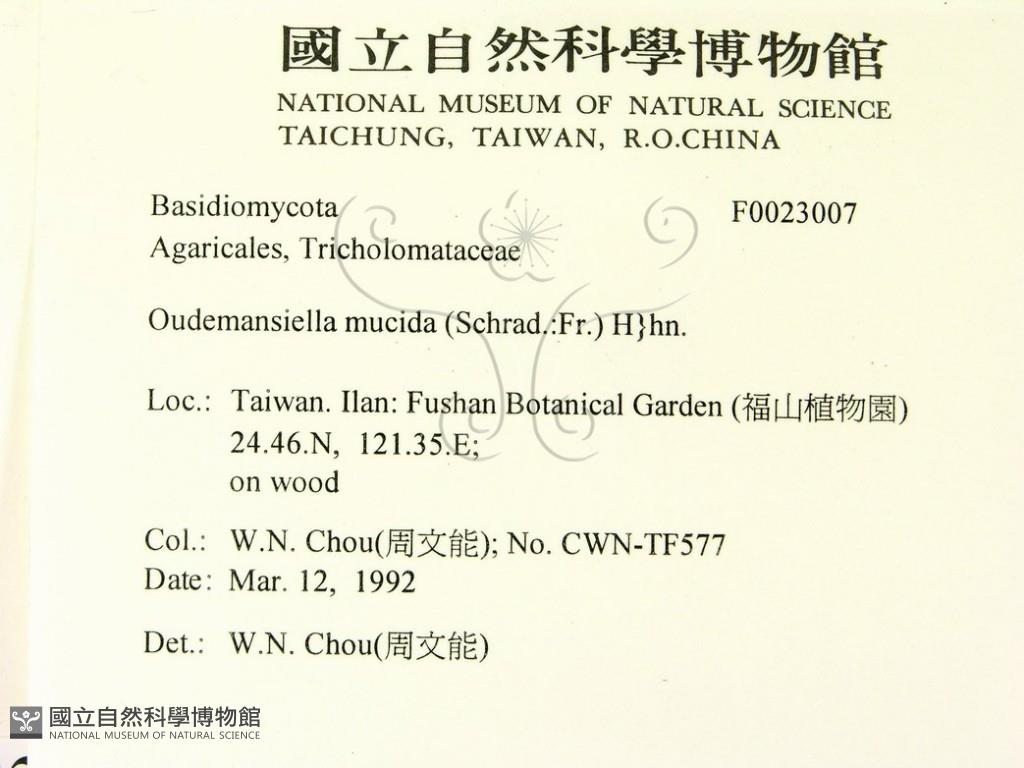 國立自然科學博物館
NATIONAL MUSEUM OF NATURAL SCIENCE
TAICHUNG, TAIWAN, R.O.CHINA
Basidiomycota F0023007
Agaricales, Tricholomataceae
Oudemansiella mucida (Schrad.:Fr.) H}hn.
Loc.: Taiwan. Ilan: Fushan Botanical Garden (福山植物園)
24.46.N, 121.35.E;
on wood
Col.: W.N. Chou(周文能); No. CWN-TF577
Date: Mar. 12, 1992
Det.: W.N. Chou(周文能)
國立自然科學博物館
NATIONAL MUSEUM OF NATURAL SCIENCE